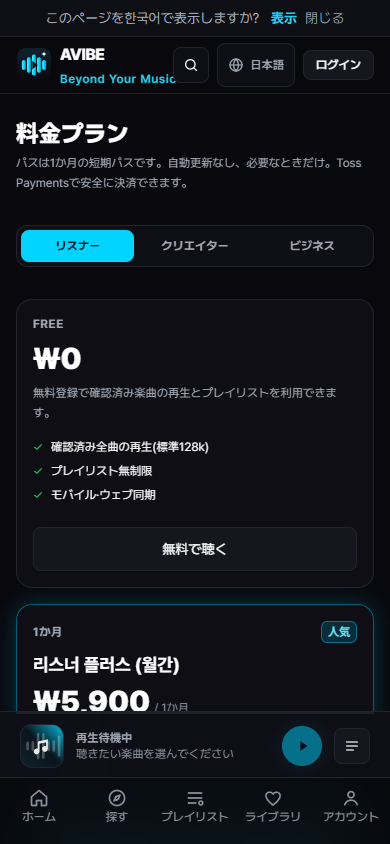 このページを한국어で表示しますか? 表示 閉じる
AVIBE
Beyond Your Music
日本語
ログイン
料金プラン
パスは1か月の短期パスです。自動更新なし、必要なときだけ。Toss
Paymentsで安全に決済できます。
リスナー クリエイター ビジネス
FREE
₩0
無料登録で確認済み楽曲の再生とプレイリストを利用できま
す。
確認済み全曲の再生(標準128k)
プレイリスト無制限
モバイル·ウェブ同期
無料で聴く
1か月
人気
리스너 플러스 (월간)
₩5,900 / 1か月
再生待機中
聴きたい楽曲を選んでください
ホーム 探す プレイリスト ライブラリ アカウント